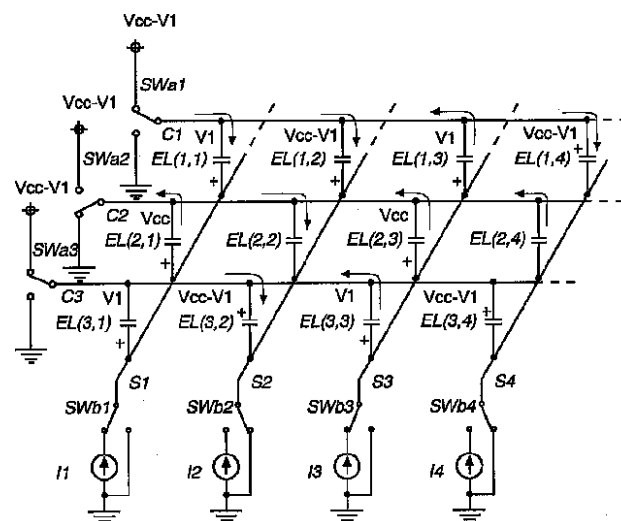 Vcc-V1
SWa1
Vcc-V1
C1
V1
Vcc-V1
V1
Vcc-V1
EL(1,1)
EL(1,2)
EL(1,3)
EL(1,4)
+
+
+
+
SWa2
Vcc-V1
C2
Vcc
Vcc
EL(2,1)
EL(2,2)
EL(2,3)
EL(2,4)
+
+
SWa3
C3
V1
Vcc-V1
V1
Vcc-V1
EL(3,1)
EL(3,2)
EL(3,3)
EL(3,4)
+
+
+
+
S1
S2
S3
S4
SWb1
SWb2
SWb3
SWb4
I1
I2
I3
I4